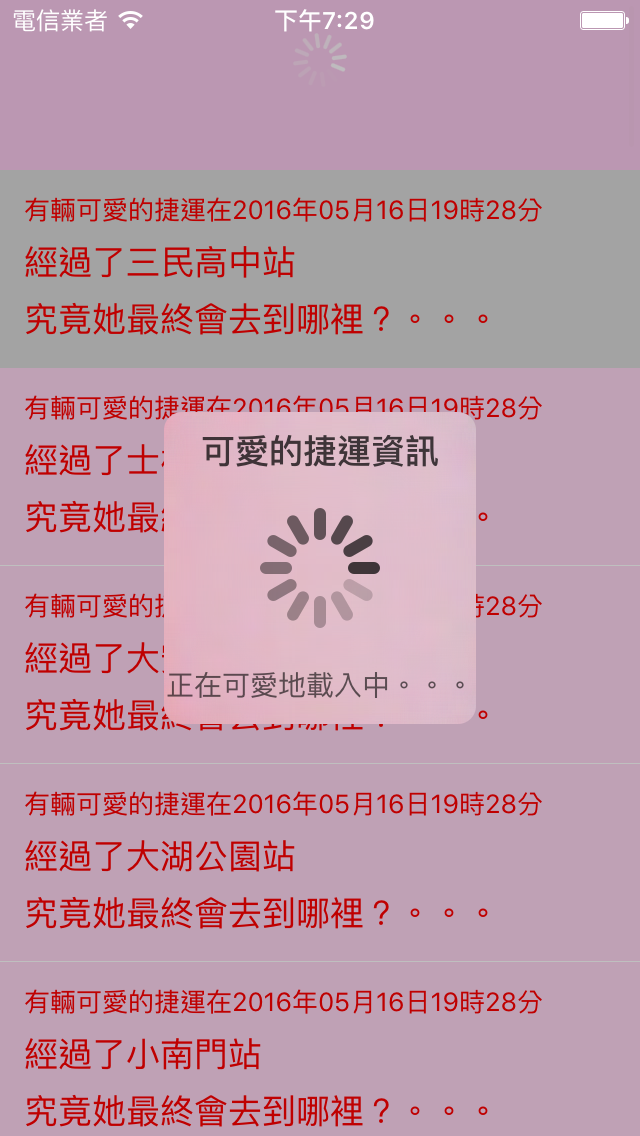 電信業者 下午7:29
有輛可愛的捷運在2016年05月16日19時28分
經過了三民高中站
究竟她最終會去到哪裡？。。。
有輛可愛的捷運在2016年05月16日19時28分
經過了士
究竟她最
可愛的捷運資訊
有輛可愛的 時28分
經過了大
正在可愛地載入中。。。
究竟她最終會去到哪裡？。。。
有輛可愛的捷運在2016年05月16日19時28分
經過了大湖公園站
究竟她最終會去到哪裡？。。。
有輛可愛的捷運在2016年05月16日19時28分
經過了小南門站
究竟她最終會去到哪裡？。。。